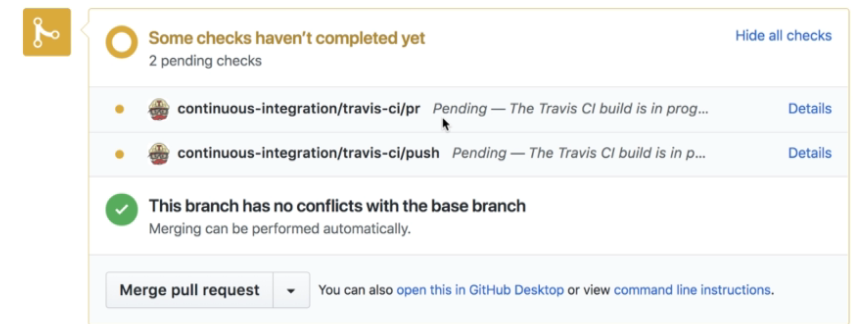 Some checks haven't completed yet
Hide all checks
2 pending checks
continuous-integration/travis-ci/pr Pending — The Travis CI build is in prog... Details
continuous-integration/travis-ci/push Pending — The Travis CI build is in p... Details
This branch has no conflicts with the base branch
Merging can be performed automatically.
Merge pull request You can also open this in GitHub Desktop or view command line instructions.